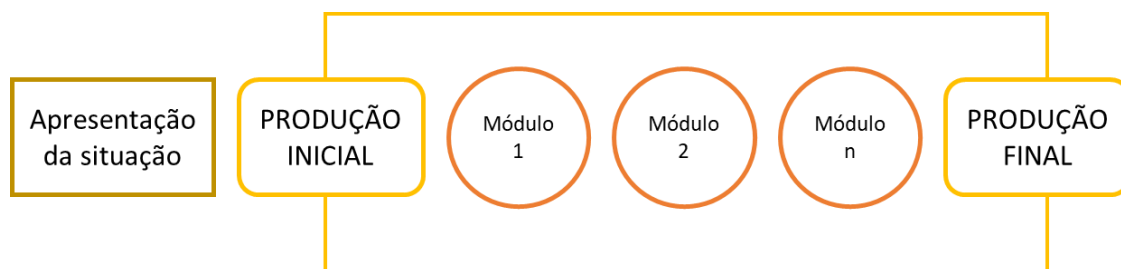 Apresentação
da situação
PRODUÇÃO
INICIAL
Módulo
1
Módulo
2
Módulo
n
PRODUÇÃO
FINAL